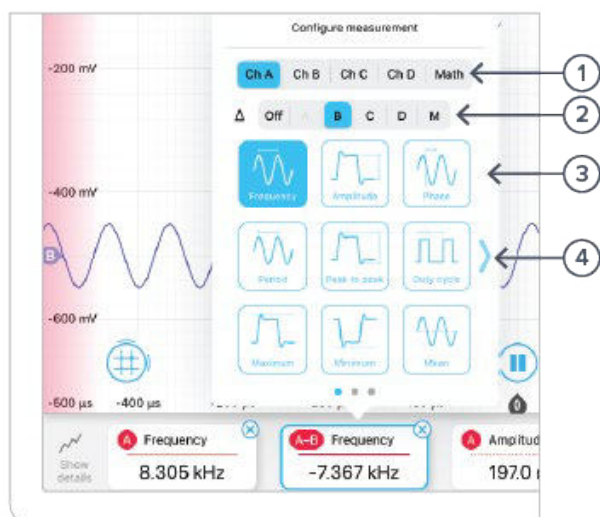 Configure measurement
-200 mV
Ch A Ch B Ch C Ch D Math
1
Δ Off A B C D M
2
Frequency Amplitude Phase
3
-400 mV
B
Period Peak to peak Duty cycle
4
-600 mV
Maximum Minimum Mean
-600 µs -400 µs
0
Show details
A Frequency
8.305 kHz
A-B Frequency
-7.367 kHz
A Amplitud
197.0